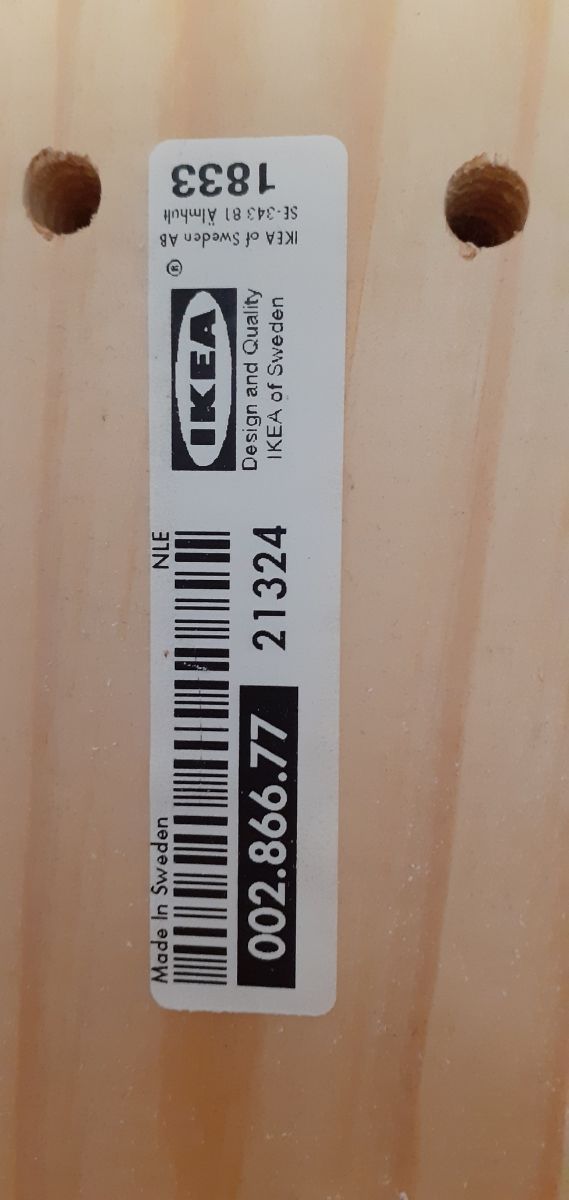 Made In Sweden
NLE
002.866.77
21324
IKEA
®
Design and Quality
IKEA of Sweden
IKEA of Sweden AB
SE-343 81 Älmhult
1833